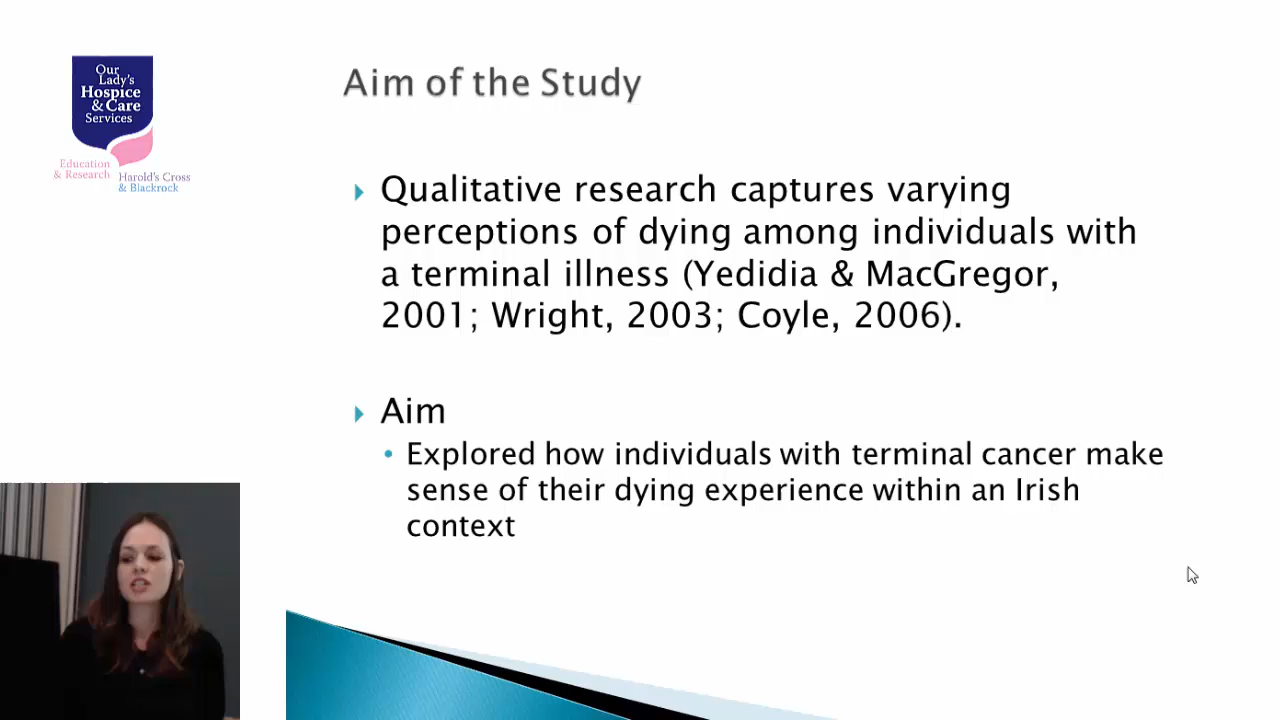 Our
Lady's
Hospice
& Care
Services
Education
& Research
Harold's Cross
& Blackrock
Aim of the Study
Qualitative research captures varying
perceptions of dying among individuals with
a terminal illness (Yedidia & MacGregor,
2001; Wright, 2003; Coyle, 2006).
Aim
Explored how individuals with terminal cancer make
sense of their dying experience within an Irish
context